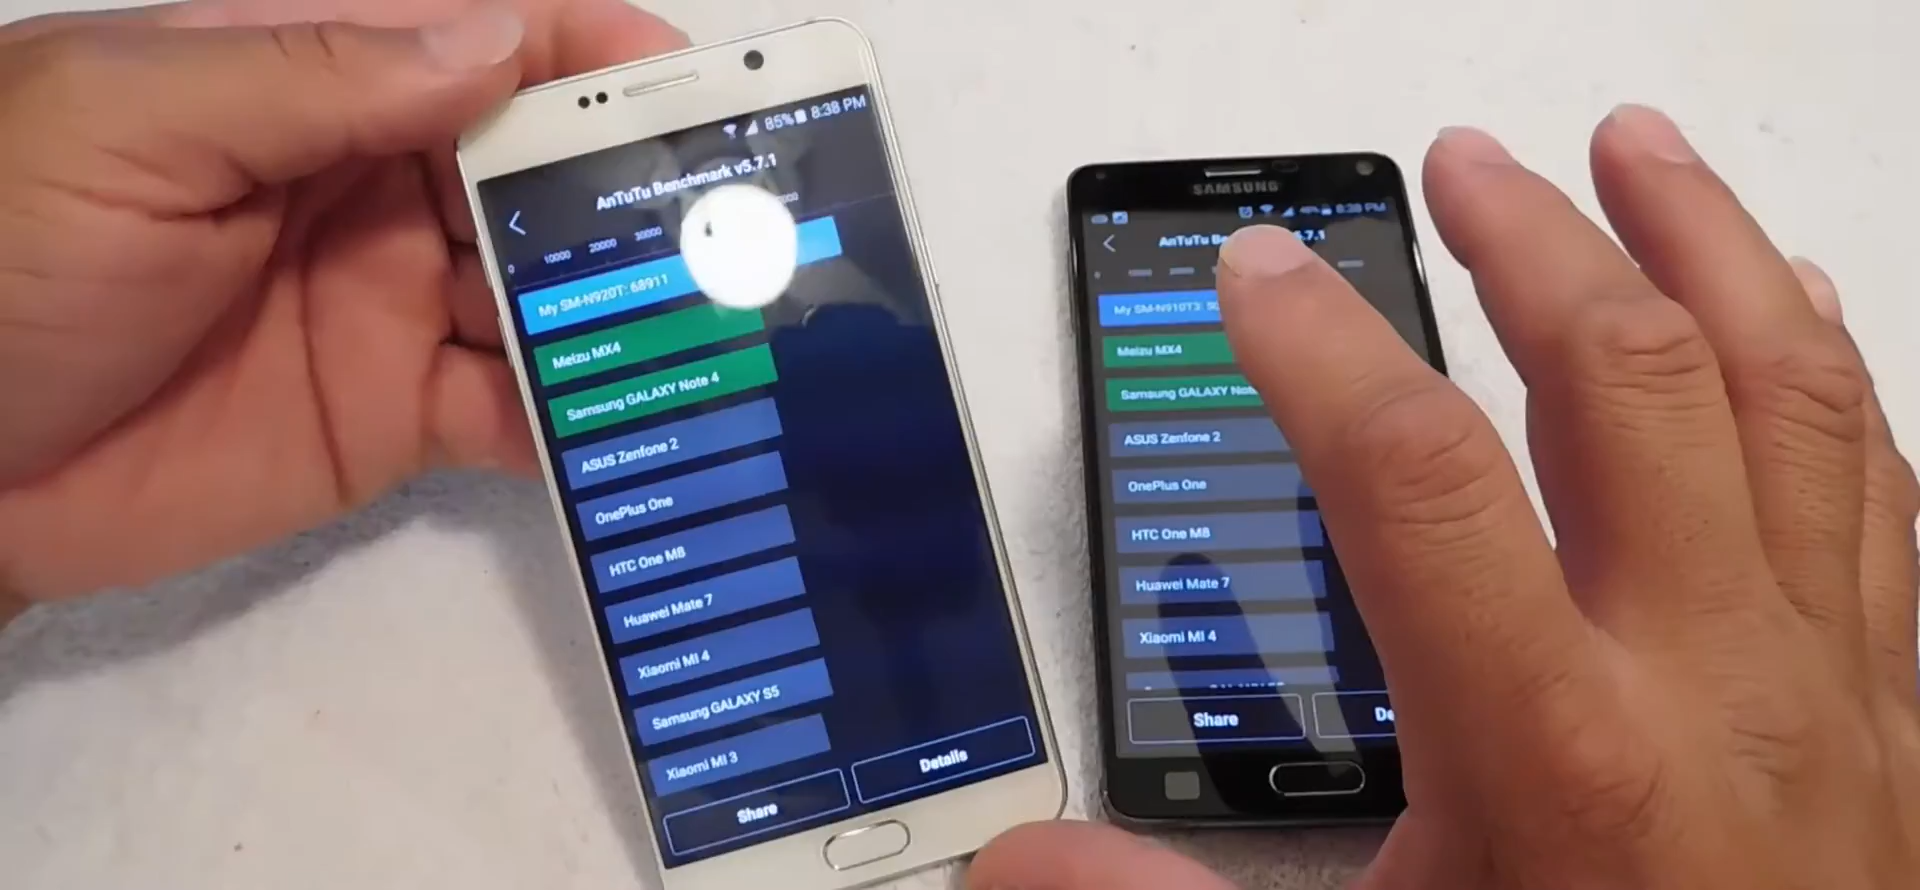 85% 8:38 PM
AnTuTu Benchmark v5.7.1
0 10000 20000 30000
My SM-N920T: 68911
Meizu MX4
Samsung GALAXY Note 4
ASUS Zenfone 2
OnePlus One
HTC One M8
Huawei Mate 7
Xiaomi MI 4
Samsung GALAXY S5
Xiaomi MI 3
Share
Details
SAMSUNG
8:38 PM
AnTuTu Be 5.7.1
My SM-N910T3:
Meizu MX4
Samsung GALAXY Note
ASUS Zenfone 2
OnePlus One
HTC One M8
Huawei Mate 7
Xiaomi MI 4
Share
De